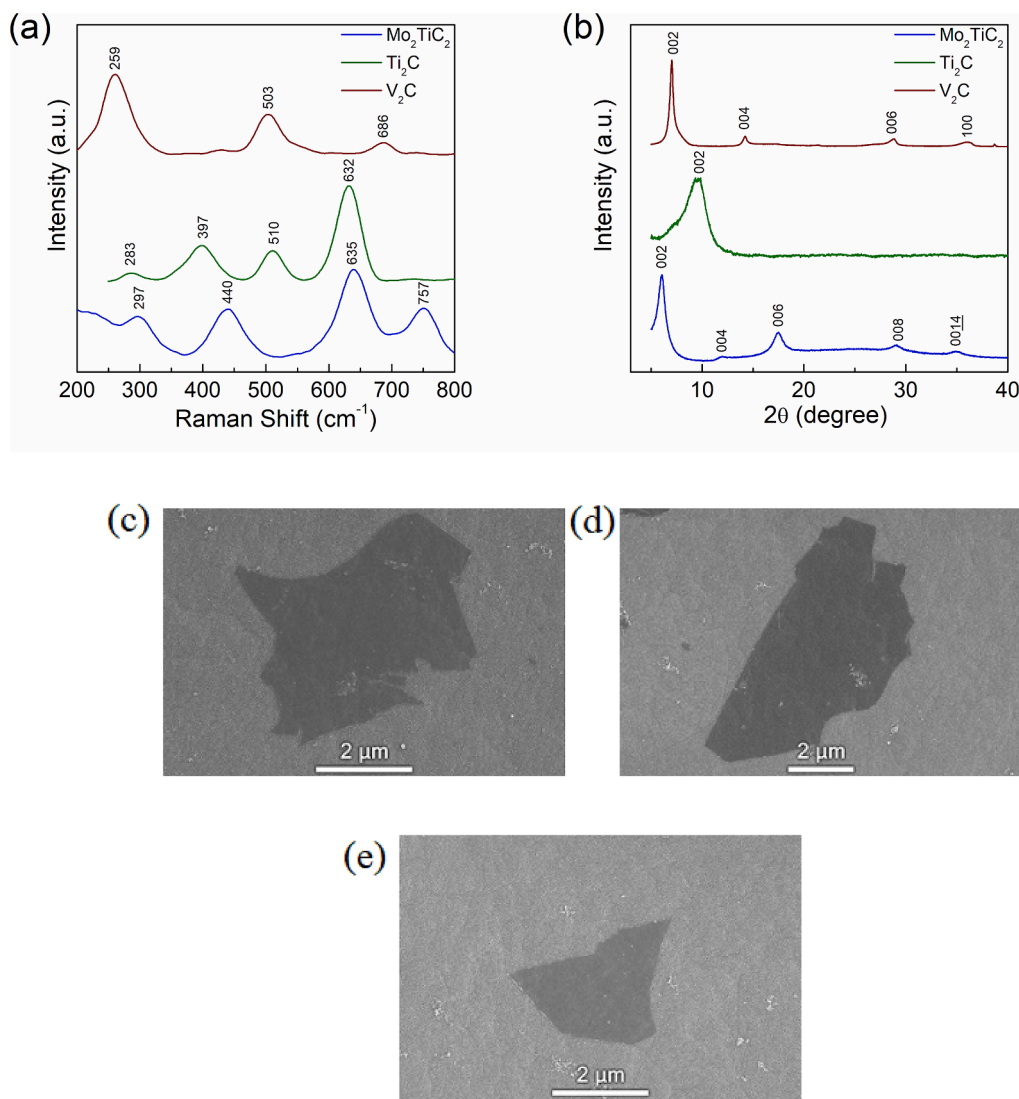 (a)
Mo₂TiC₂
Ti₂C
V₂C
259
503
686
632
283
397
510
297
440
635
757
Intensity (a.u.)
200 300 400 500 600 700 800
Raman Shift (cm⁻¹)
(b)
Mo₂TiC₂
Ti₂C
V₂C
002
004
006
100
002
002
004
006
008
0014
Intensity (a.u.)
10 20 30 40
2θ (degree)
(c)
2 μm
(d)
2 μm
(e)
2 μm